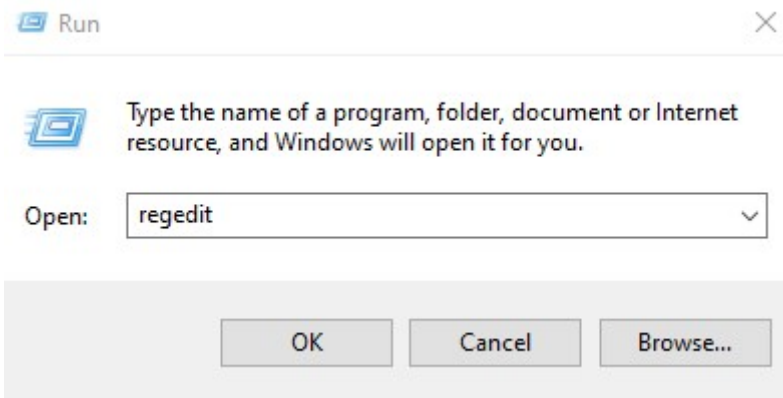 Run
Type the name of a program, folder, document or Internet
resource, and Windows will open it for you.
Open: regedit
OK Cancel Browse...